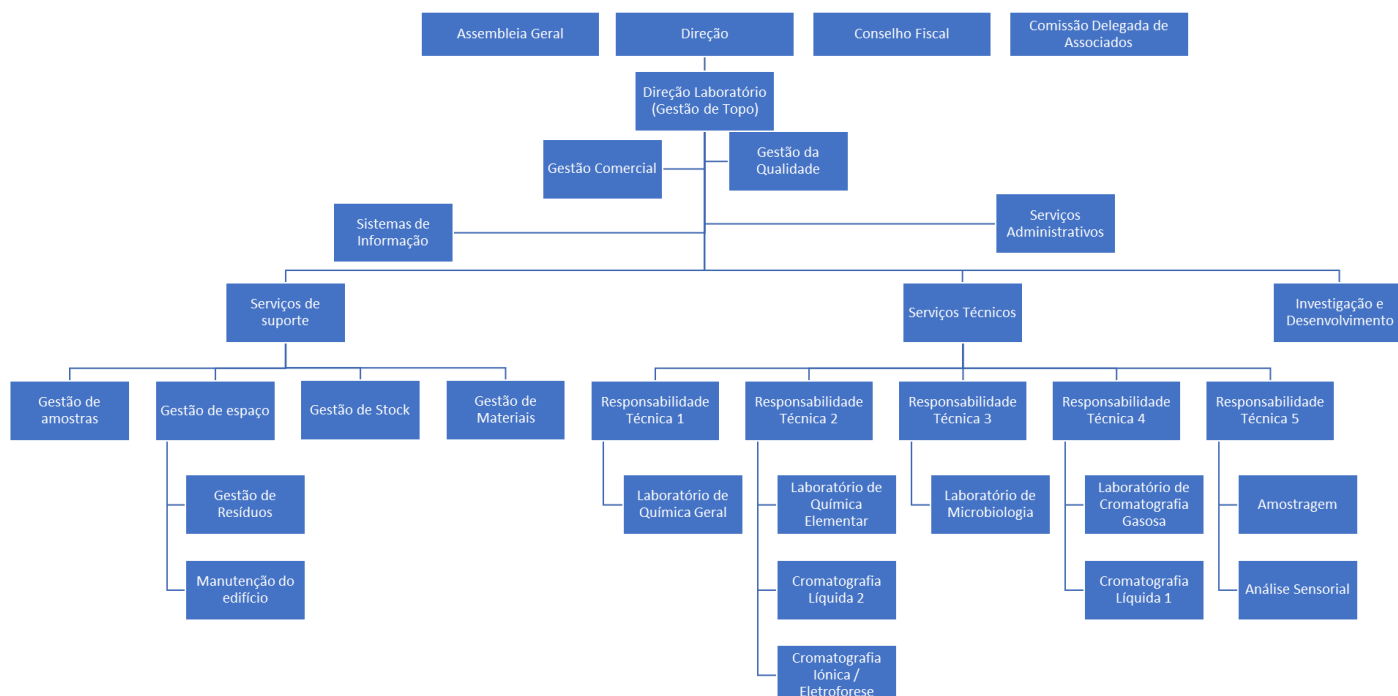 Assembleia Geral
Direção
Conselho Fiscal
Comissão Delegada de
Associados
Direção Laboratório
(Gestão de Topo)
Gestão Comercial
Gestão da
Qualidade
Sistemas de
Informação
Serviços
Administrativos
Serviços de
suporte
Serviços Técnicos
Investigação e
Desenvolvimento
Gestão de
amostras
Gestão de espaço
Gestão de Stock
Gestão de
Materiais
Responsabilidade
Técnica 1
Responsabilidade
Técnica 2
Responsabilidade
Técnica 3
Responsabilidade
Técnica 4
Responsabilidade
Técnica 5
Gestão de
Resíduos
Manutenção do
edifício
Laboratório de
Química Geral
Laboratório de
Química
Elementar
Cromatografia
Líquida 2
Cromatografia
Iónica /
Eletroforese
Laboratório de
Microbiologia
Laboratório de
Cromatografia
Gasosa
Cromatografia
Líquida 1
Amostragem
Análise Sensorial